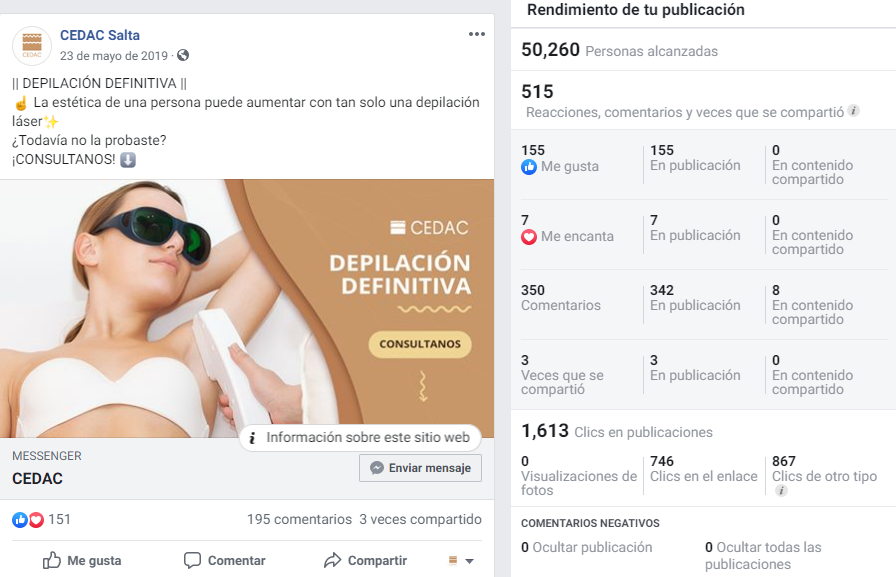 CEDAC Salta
23 de mayo de 2019 ·
|| DEPILACIÓN DEFINITIVA ||
☝ La estética de una persona puede aumentar con tan solo una depilación
láser✨
¿Todavía no la probaste?
¡CONSULTANOS! ⬇
CEDAC
CEDAC
DEPILACIÓN
DEFINITIVA
CONSULTANOS
i Información sobre este sitio web
MESSENGER
CEDAC
Enviar mensaje
151
195 comentarios 3 veces compartido
Me gusta
Comentar
Compartir
Rendimiento de tu publicación
50,260 Personas alcanzadas
515
Reacciones, comentarios y veces que se compartió i
155
Me gusta
155
En publicación
0
En contenido
compartido
7
Me encanta
7
En publicación
0
En contenido
compartido
350
Comentarios
342
En publicación
8
En contenido
compartido
3
Veces que se
compartió
3
En publicación
0
En contenido
compartido
1,613 Clics en publicaciones
0
Visualizaciones de
fotos
746
Clics en el enlace
867
Clics de otro tipo
i
COMENTARIOS NEGATIVOS
0 Ocultar publicación
0 Ocultar todas las
publicaciones